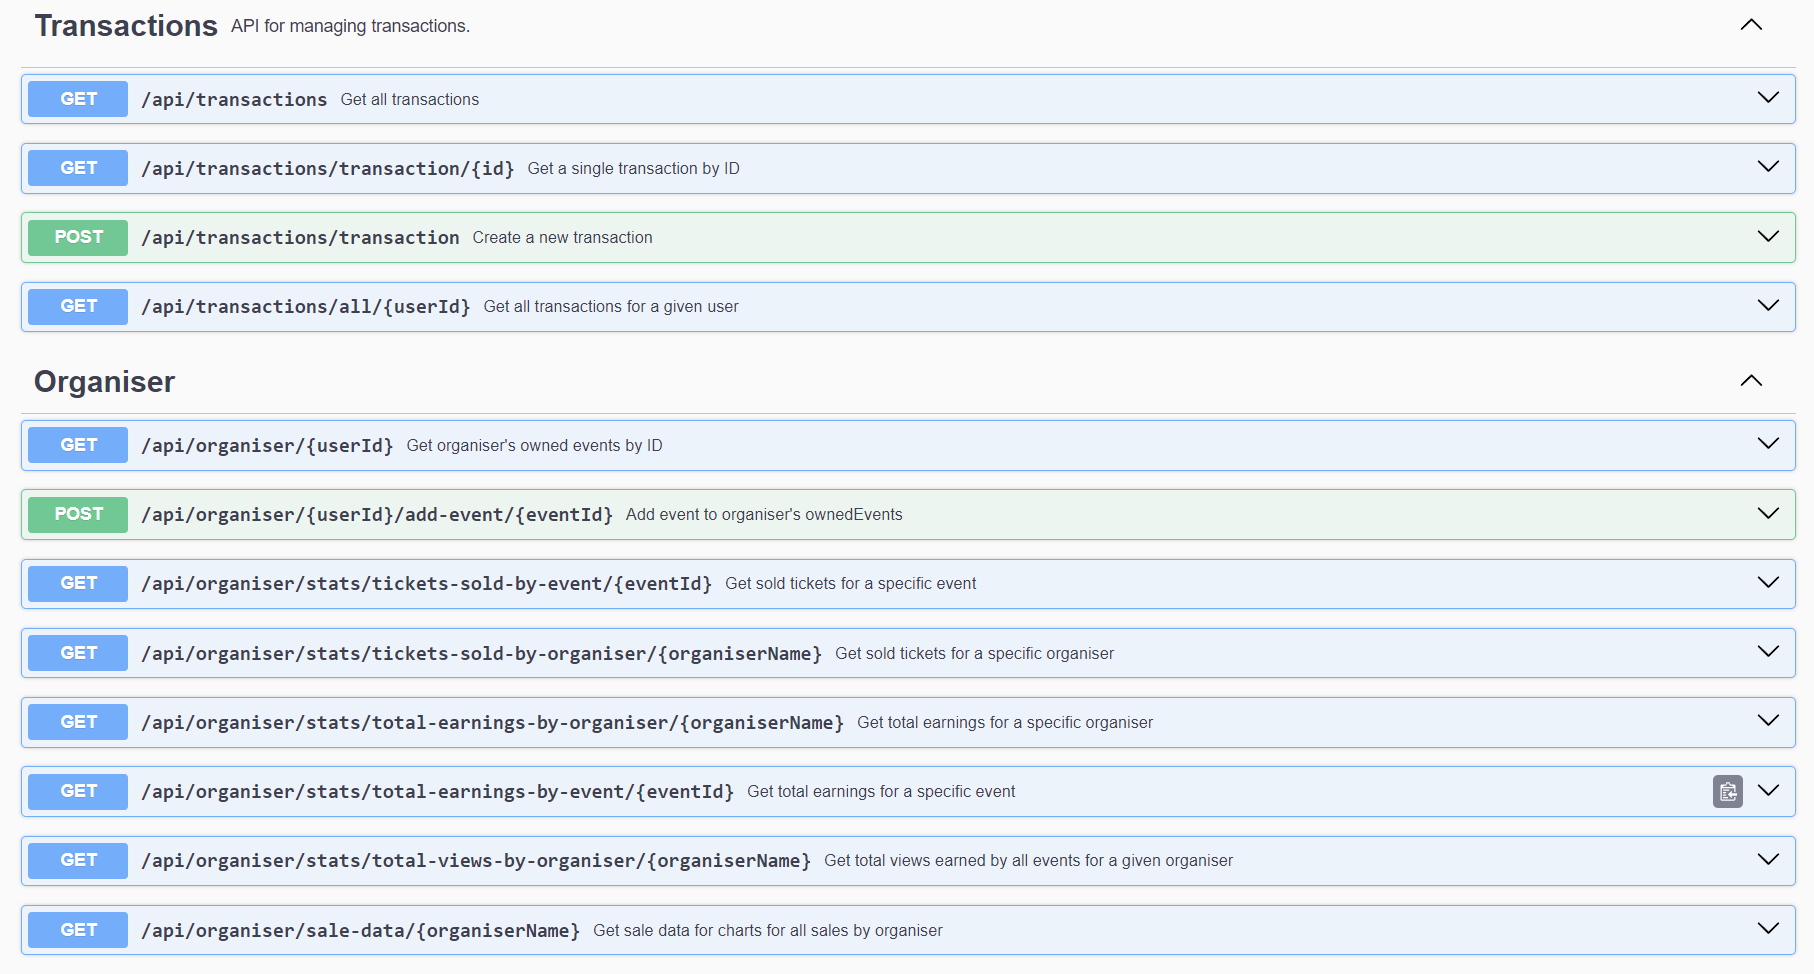 Transactions API for managing transactions.
GET /api/transactions Get all transactions
GET /api/transactions/transaction/{id} Get a single transaction by ID
POST /api/transactions/transaction Create a new transaction
GET /api/transactions/all/{userId} Get all transactions for a given user
Organiser
GET /api/organiser/{userId} Get organiser's owned events by ID
POST /api/organiser/{userId}/add-event/{eventId} Add event to organiser's ownedEvents
GET /api/organiser/stats/tickets-sold-by-event/{eventId} Get sold tickets for a specific event
GET /api/organiser/stats/tickets-sold-by-organiser/{organiserName} Get sold tickets for a specific organiser
GET /api/organiser/stats/total-earnings-by-organiser/{organiserName} Get total earnings for a specific organiser
GET /api/organiser/stats/total-earnings-by-event/{eventId} Get total earnings for a specific event
GET /api/organiser/stats/total-views-by-organiser/{organiserName} Get total views earned by all events for a given organiser
GET /api/organiser/sale-data/{organiserName} Get sale data for charts for all sales by organiser